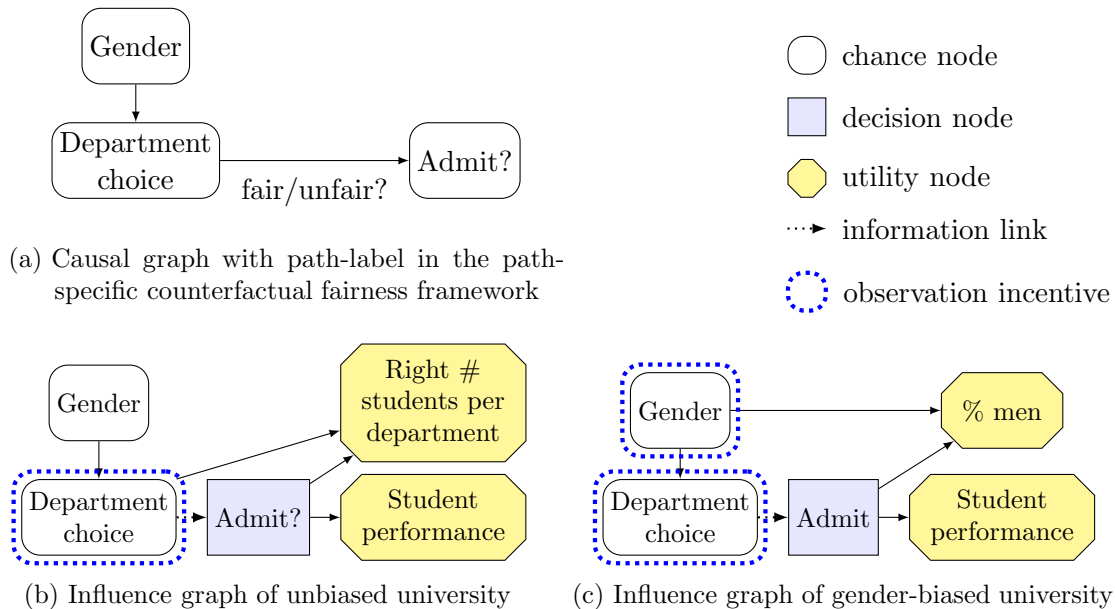 Gender
Department
choice
fair/unfair?
Admit?
(a) Causal graph with path-label in the path-
specific counterfactual fairness framework
chance node
decision node
utility node
information link
observation incentive
Gender
Department
choice
Admit?
Right #
students per
department
Student
performance
(b) Influence graph of unbiased university
Gender
Department
choice
Admit
% men
Student
performance
(c) Influence graph of gender-biased university